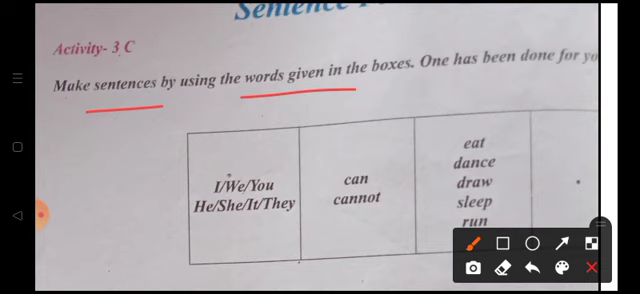 Activity- 3 C
Make sentences by using the words given in the boxes. One has been done for
I/We/You
He/She/It/They
can
cannot
eat
dance
draw
sleep
run